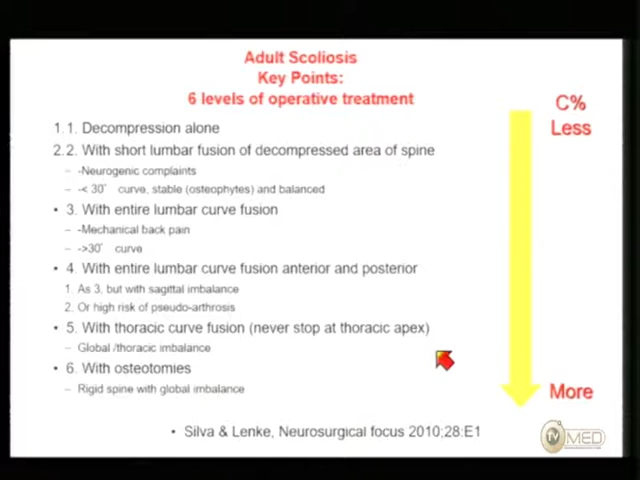 Adult Scoliosis
Key Points:
6 levels of operative treatment
C%
Less
1.1. Decompression alone
2.2. With short lumbar fusion of decompressed area of spine
– -Neurogenic complaints
– -< 30° curve, stable (osteophytes) and balanced
• 3. With entire lumbar curve fusion
– -Mechanical back pain
– ->30° curve
• 4. With entire lumbar curve fusion anterior and posterior
1. As 3, but with sagittal imbalance
2. Or high risk of pseudo-arthrosis
• 5. With thoracic curve fusion (never stop at thoracic apex)
– Global /thoracic imbalance
• 6. With osteotomies
– Rigid spine with global imbalance
More
• Silva & Lenke, Neurosurgical focus 2010;28:E1
TV MED